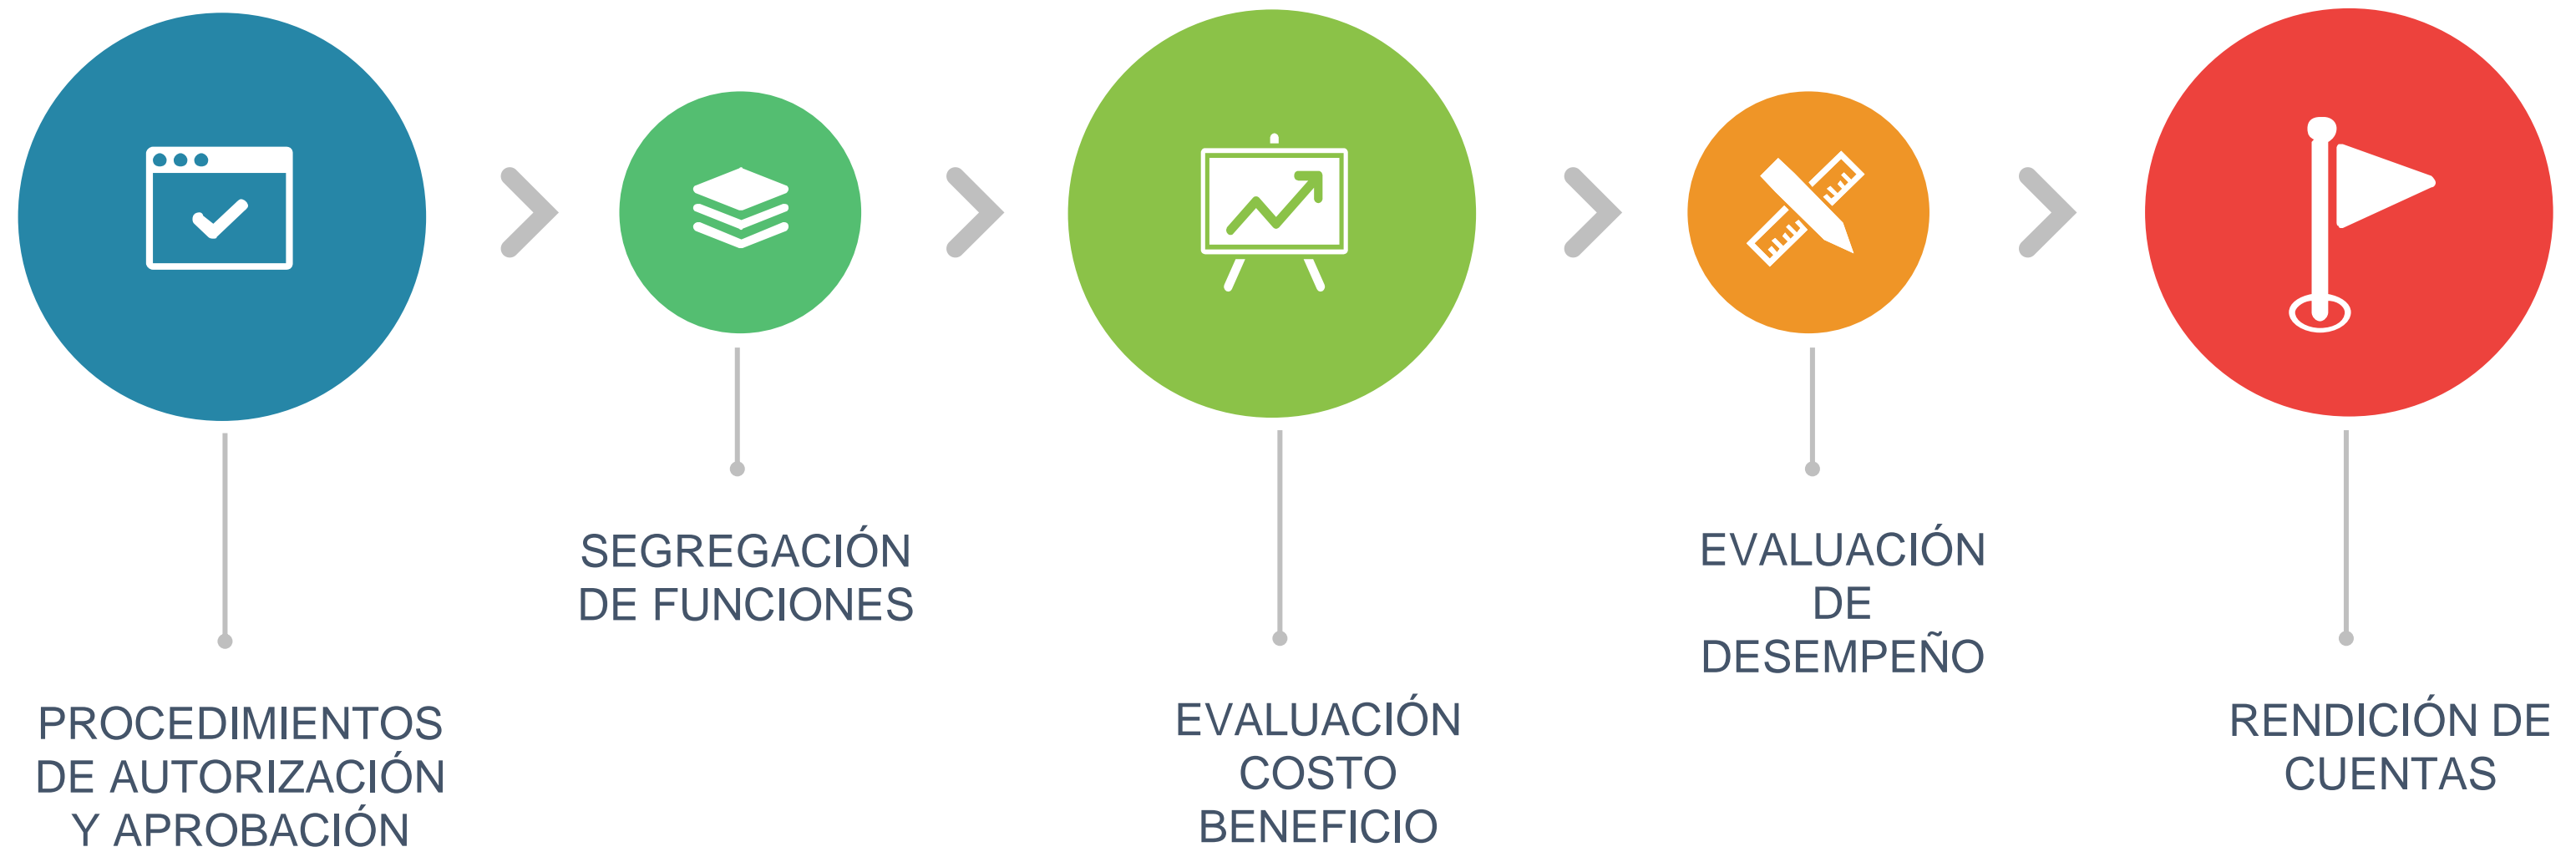 PROCEDIMIENTOS
DE AUTORIZACIÓN
Y APROBACIÓN
SEGREGACIÓN
DE FUNCIONES
EVALUACIÓN
COSTO
BENEFICIO
EVALUACIÓN
DE
DESEMPEÑO
RENDICIÓN DE
CUENTAS